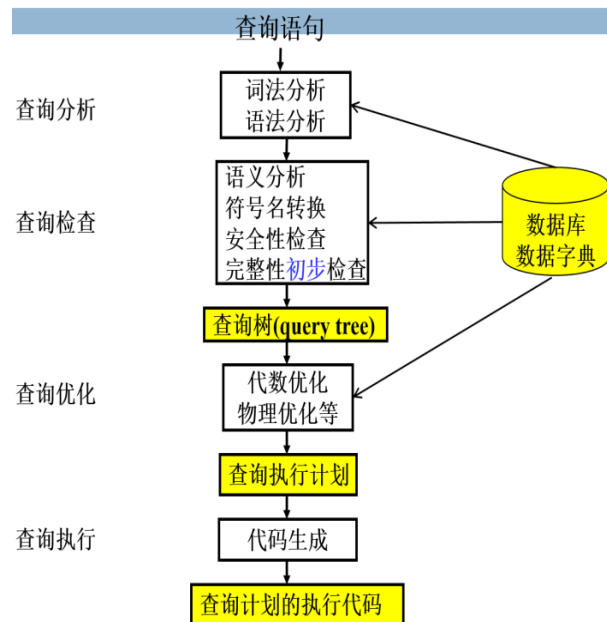 查询语句
查询分析
词法分析
语法分析
查询检查
语义分析
符号名转换
安全性检查
完整性初步检查
数据库
数据字典
查询树(query tree)
查询优化
代数优化
物理优化等
查询执行计划
查询执行
代码生成
查询计划的执行代码